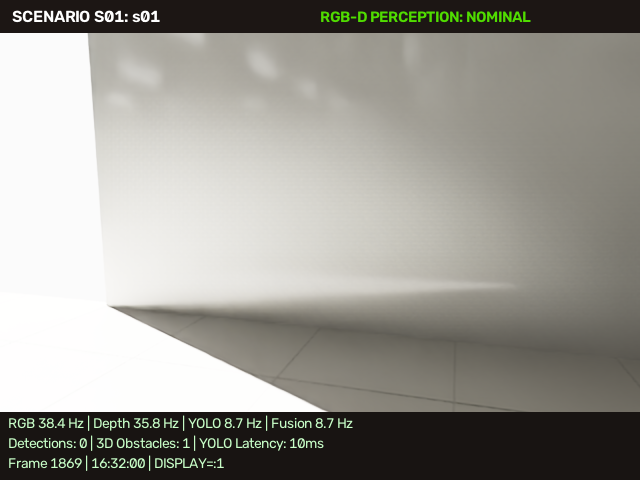 SCENARIO S01: s01
RGB-D PERCEPTION: NOMINAL
RGB 38.4 Hz | Depth 35.8 Hz | YOLO 8.7 Hz | Fusion 8.7 Hz
Detections: 0 | 3D Obstacles: 1 | YOLO Latency: 10ms
Frame 1869 | 16:32:00 | DISPLAY=:1